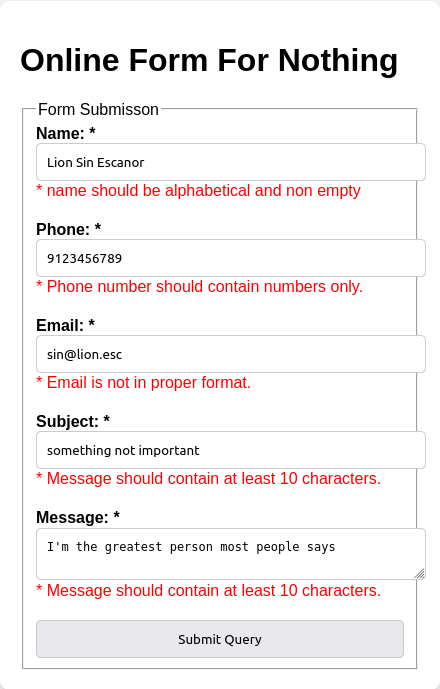 Online Form For Nothing
Form Submisson
Name: *
Lion Sin Escanor
* name should be alphabetical and non empty
Phone: *
9123456789
* Phone number should contain numbers only.
Email: *
sin@lion.esc
* Email is not in proper format.
Subject: *
something not important
* Message should contain at least 10 characters.
Message: *
I'm the greatest person most people says
* Message should contain at least 10 characters.
Submit Query